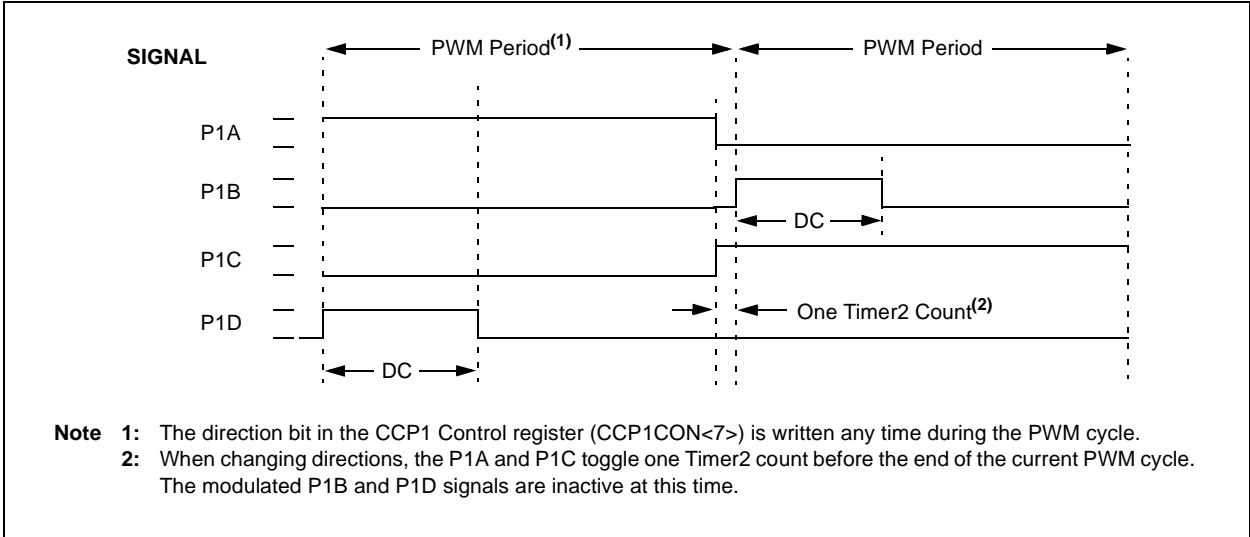 SIGNAL
PWM Period(1)
PWM Period
P1A
P1B
DC
P1C
P1D
One Timer2 Count(2)
DC
Note 1: The direction bit in the CCP1 Control register (CCP1CON<7>) is written any time during the PWM cycle.
2: When changing directions, the P1A and P1C toggle one Timer2 count before the end of the current PWM cycle.
The modulated P1B and P1D signals are inactive at this time.